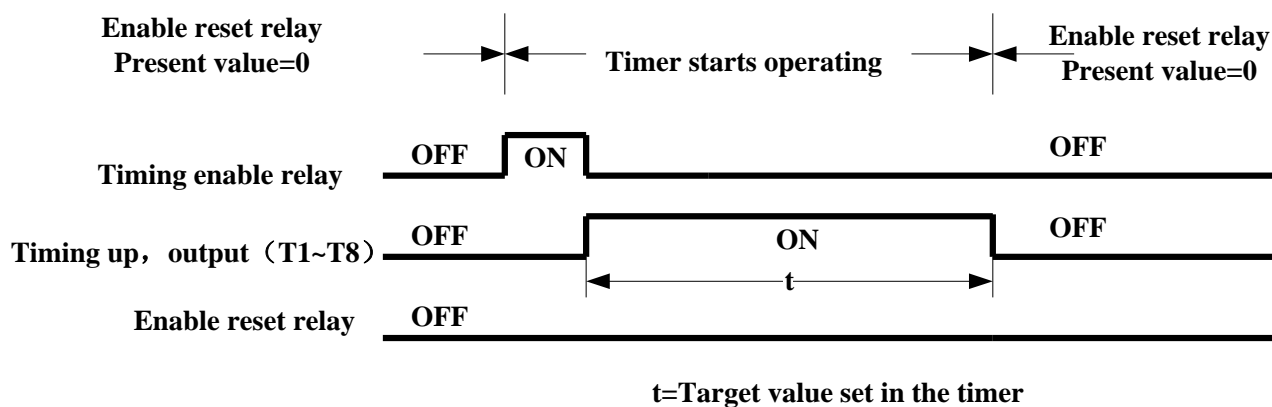 Enable reset relay
Present value=0
Timer starts operating
Enable reset relay
Present value=0
Timing enable relay
OFF
ON
OFF
Timing up，output（T1~T8）
OFF
ON
OFF
t
Enable reset relay
OFF
t=Target value set in the timer